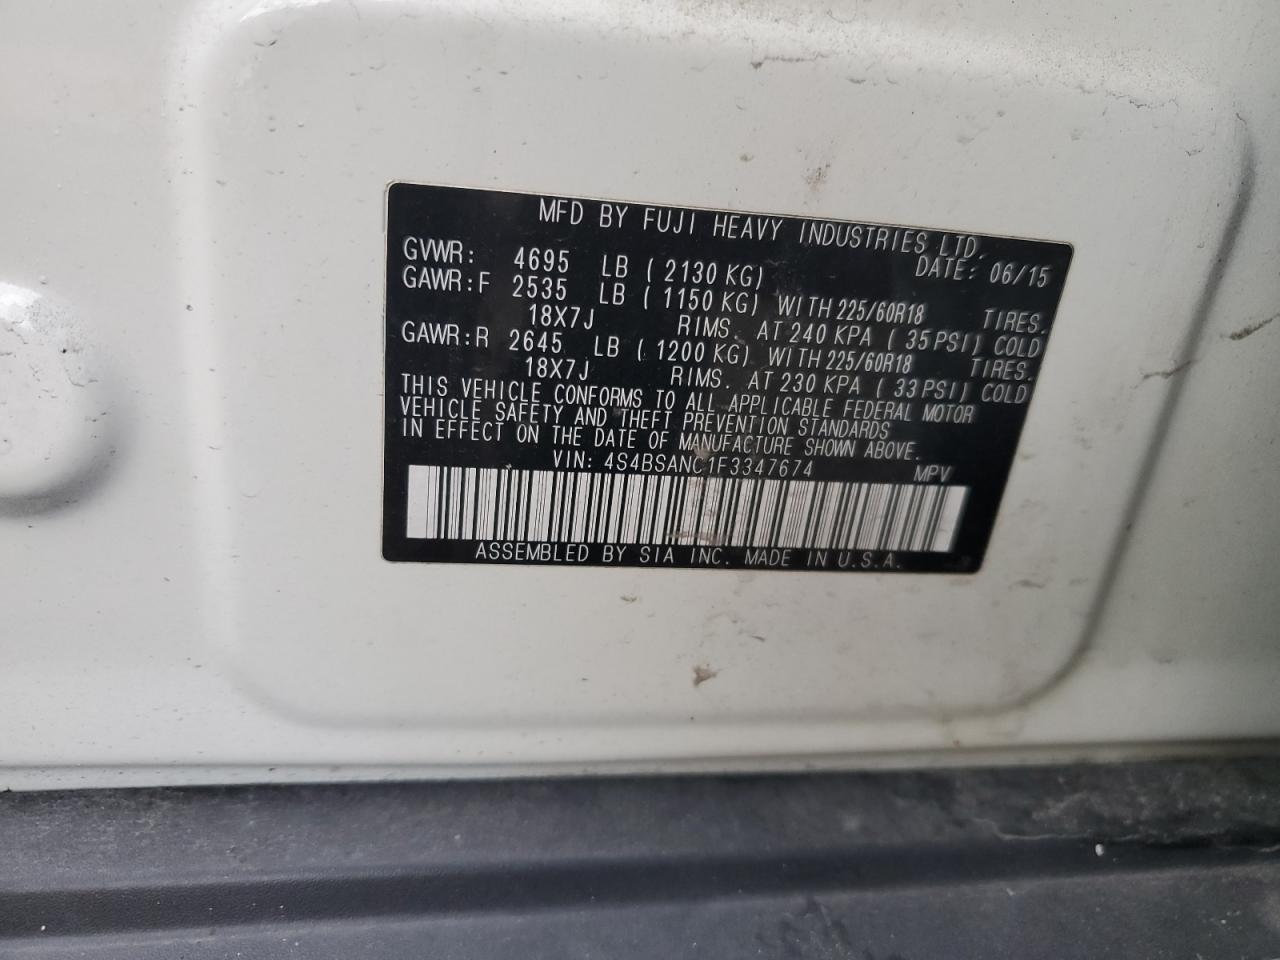 MFD BY FUJI HEAVY INDUSTRIES LTD.
DATE: 06/15
GVWR: 4695 LB ( 2130 KG)
GAWR:F 2535 LB ( 1150 KG) WITH 225/60R18 TIRES.
18X7J RIMS. AT 240 KPA ( 35 PSI) COLD
GAWR:R 2645 LB ( 1200 KG) WITH 225/60R18 TIRES.
18X7J RIMS. AT 230 KPA ( 33 PSI) COLD
THIS VEHICLE CONFORMS TO ALL APPLICABLE FEDERAL MOTOR
VEHICLE SAFETY AND THEFT PREVENTION STANDARDS
IN EFFECT ON THE DATE OF MANUFACTURE SHOWN ABOVE.
VIN: 4S4BSANC1F3347674 MPV
ASSEMBLED BY SIA INC. MADE IN U.S.A.